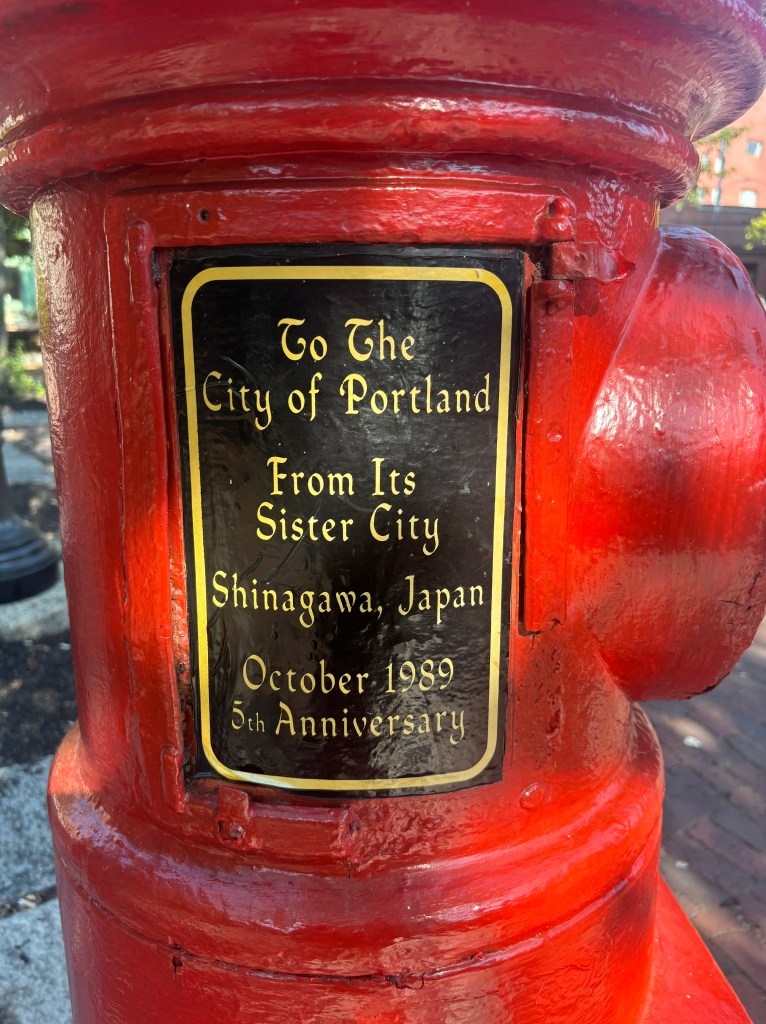 To The
City of Portland
From Its
Sister City
Shinagawa, Japan
October 1989
5th Anniversary